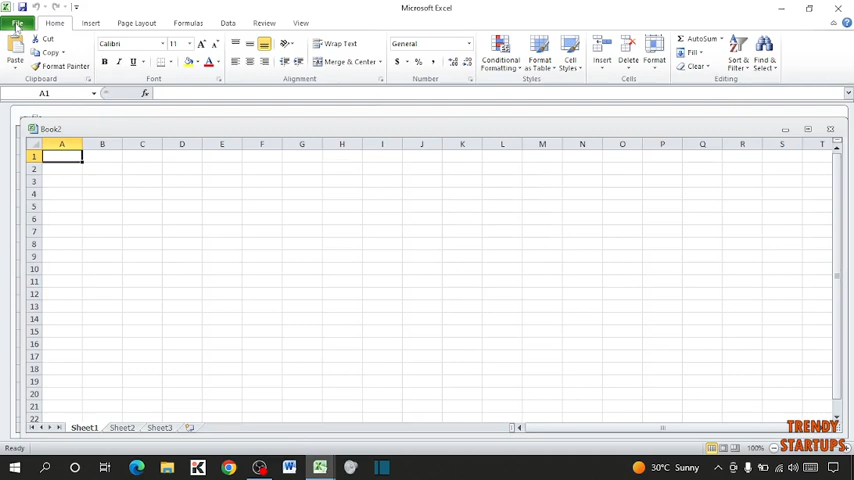 Microsoft Excel
File Home Insert Page Layout Formulas Data Review View
Cut
Copy
Format Painter
Paste
Clipboard
Calibri 11
B I U
Font
Wrap Text
Merge & Center
Alignment
General
$ % ,
Number
Conditional Formatting
Format as Table
Cell Styles
Styles
Insert Delete Format
Cells
AutoSum
Fill
Clear
Sort & Filter
Find & Select
Editing
A1 fx
Book2
A B C D E F G H I J K L M N O P Q R S T
1
2
3
4
5
6
7
8
9
10
11
12
13
14
15
16
17
18
19
20
21
22
Sheet1 Sheet2 Sheet3
TRENDY
STARTUPS
Ready 100%
30°C Sunny